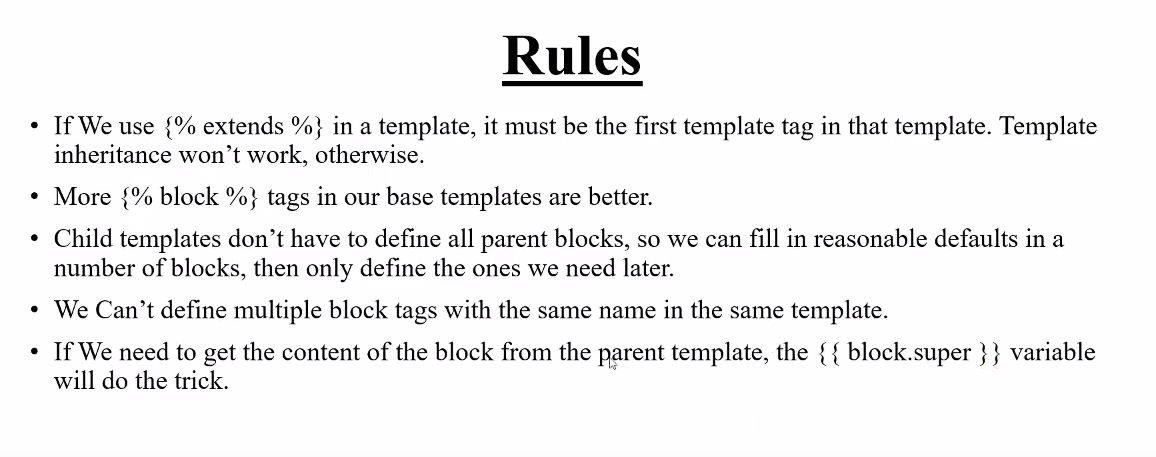 Rules
• If We use {% extends %} in a template, it must be the first template tag in that template. Template
inheritance won’t work, otherwise.
• More {% block %} tags in our base templates are better.
• Child templates don’t have to define all parent blocks, so we can fill in reasonable defaults in a
number of blocks, then only define the ones we need later.
• We Can’t define multiple block tags with the same name in the same template.
• If We need to get the content of the block from the parent template, the {{ block.super }} variable
will do the trick.